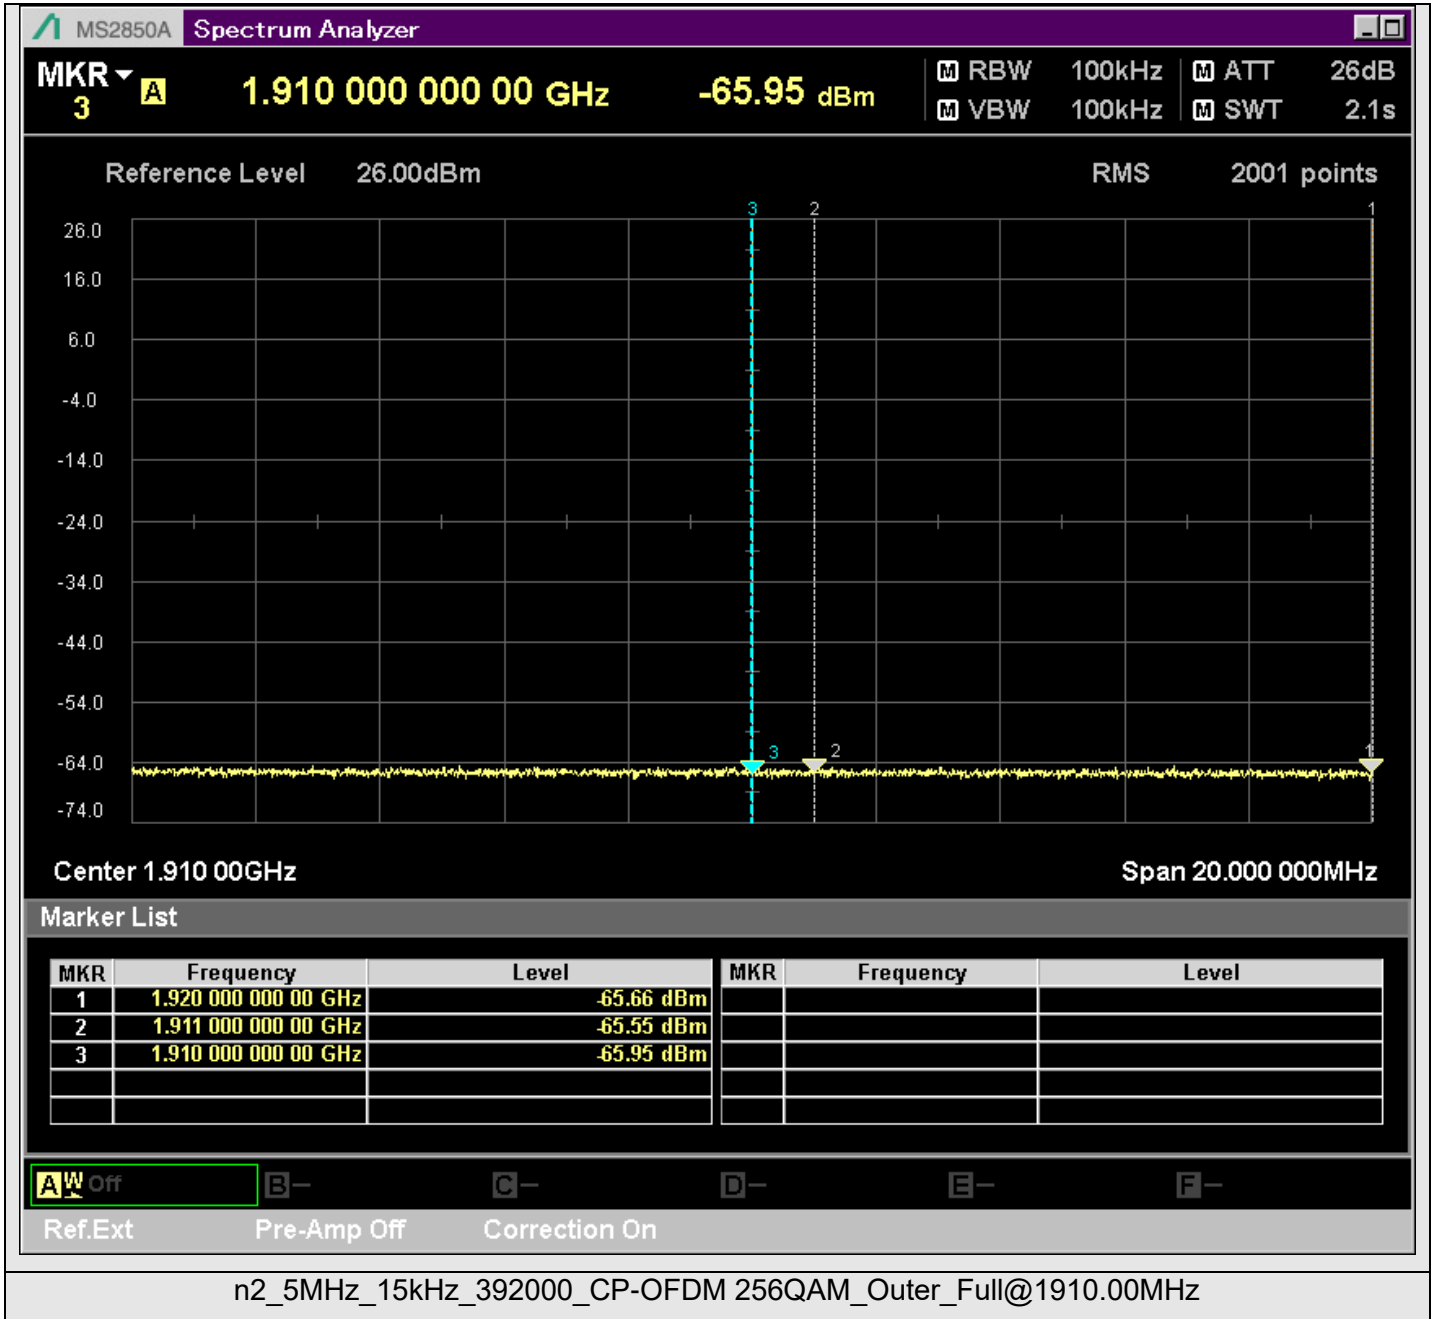 MS2850A Spectrum Analyzer
MKR 3 A 1.910 000 000 00 GHz -65.95 dBm
M RBW 100kHz M ATT 26dB
M VBW 100kHz M SWT 2.1s
Reference Level 26.00dBm RMS 2001 points
3 2 1
26.0
16.0
6.0
-4.0
-14.0
-24.0
-34.0
-44.0
-54.0
3 2 1
-64.0
-74.0
Center 1.910 00GHz Span 20.000 000MHz
Marker List
MKR Frequency Level MKR Frequency Level
1 1.920 000 000 00 GHz -65.66 dBm
2 1.911 000 000 00 GHz -65.55 dBm
3 1.910 000 000 00 GHz -65.95 dBm
A W Off B - C - D - E - F -
Ref.Ext Pre-Amp Off Correction On
n2_5MHz_15kHz_392000_CP-OFDM 256QAM_Outer_Full@1910.00MHz